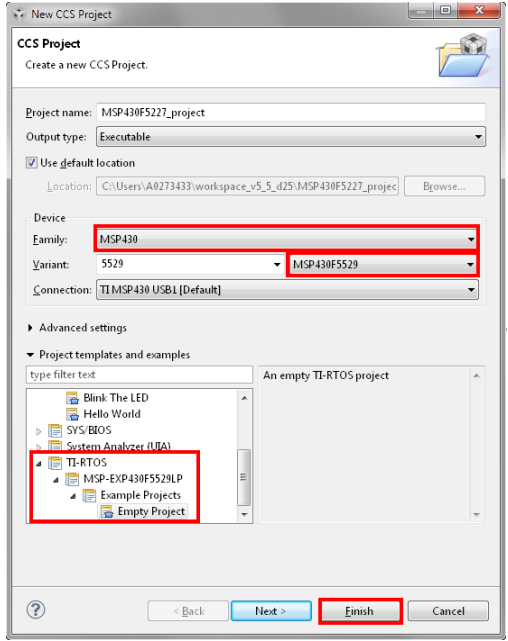 New CCS Project
CCS Project
Create a new CCS Project.
Project name: MSP430F5227_project
Output type: Executable
Use default location
Location: C:\Users\A0273433\workspace_v5_5_d25\MSP430F5227_projec Browse...
Device
Family: MSP430
Variant: 5529 MSP430F5529
Connection: TI MSP430 USB1 [Default]
Advanced settings
Project templates and examples
type filter text
An empty TI-RTOS project
Blink The LED
Hello World
SYS/BIOS
System Analyzer (UIA)
TI-RTOS
MSP-EXP430F5529LP
Example Projects
Empty Project
? < Back Next > Finish Cancel